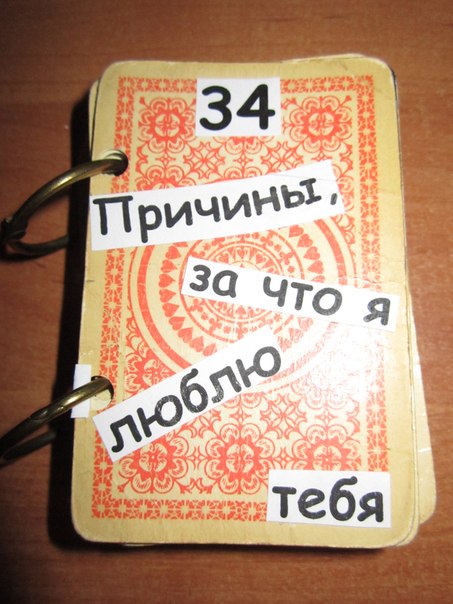 34
Причины,
за что я
люблю
тебя